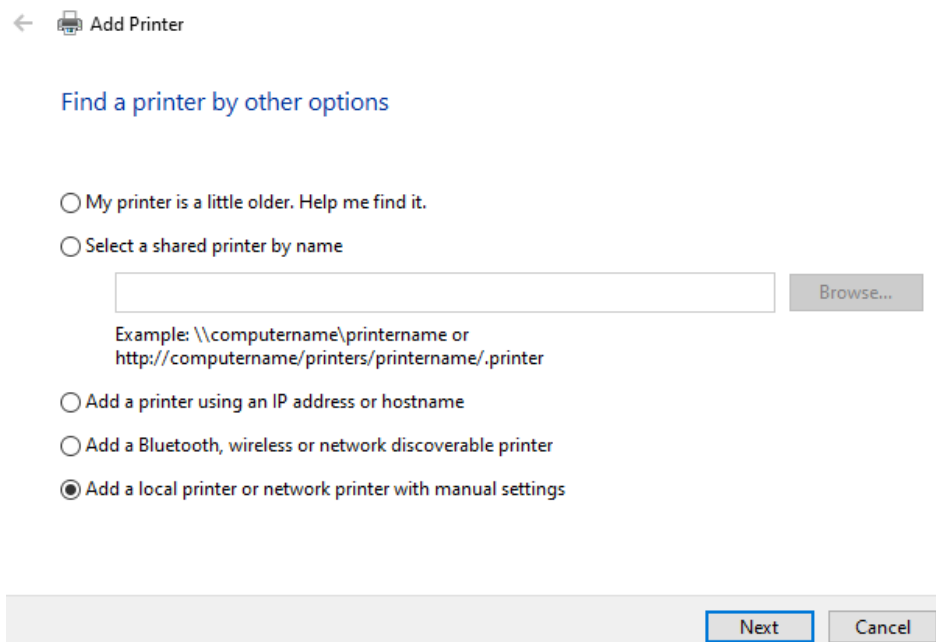 Add Printer
Find a printer by other options
My printer is a little older. Help me find it.
Select a shared printer by name
Browse...
Example: \\computername\printername or
http://computername/printers/printername/.printer
Add a printer using an IP address or hostname
Add a Bluetooth, wireless or network discoverable printer
Add a local printer or network printer with manual settings
Next
Cancel